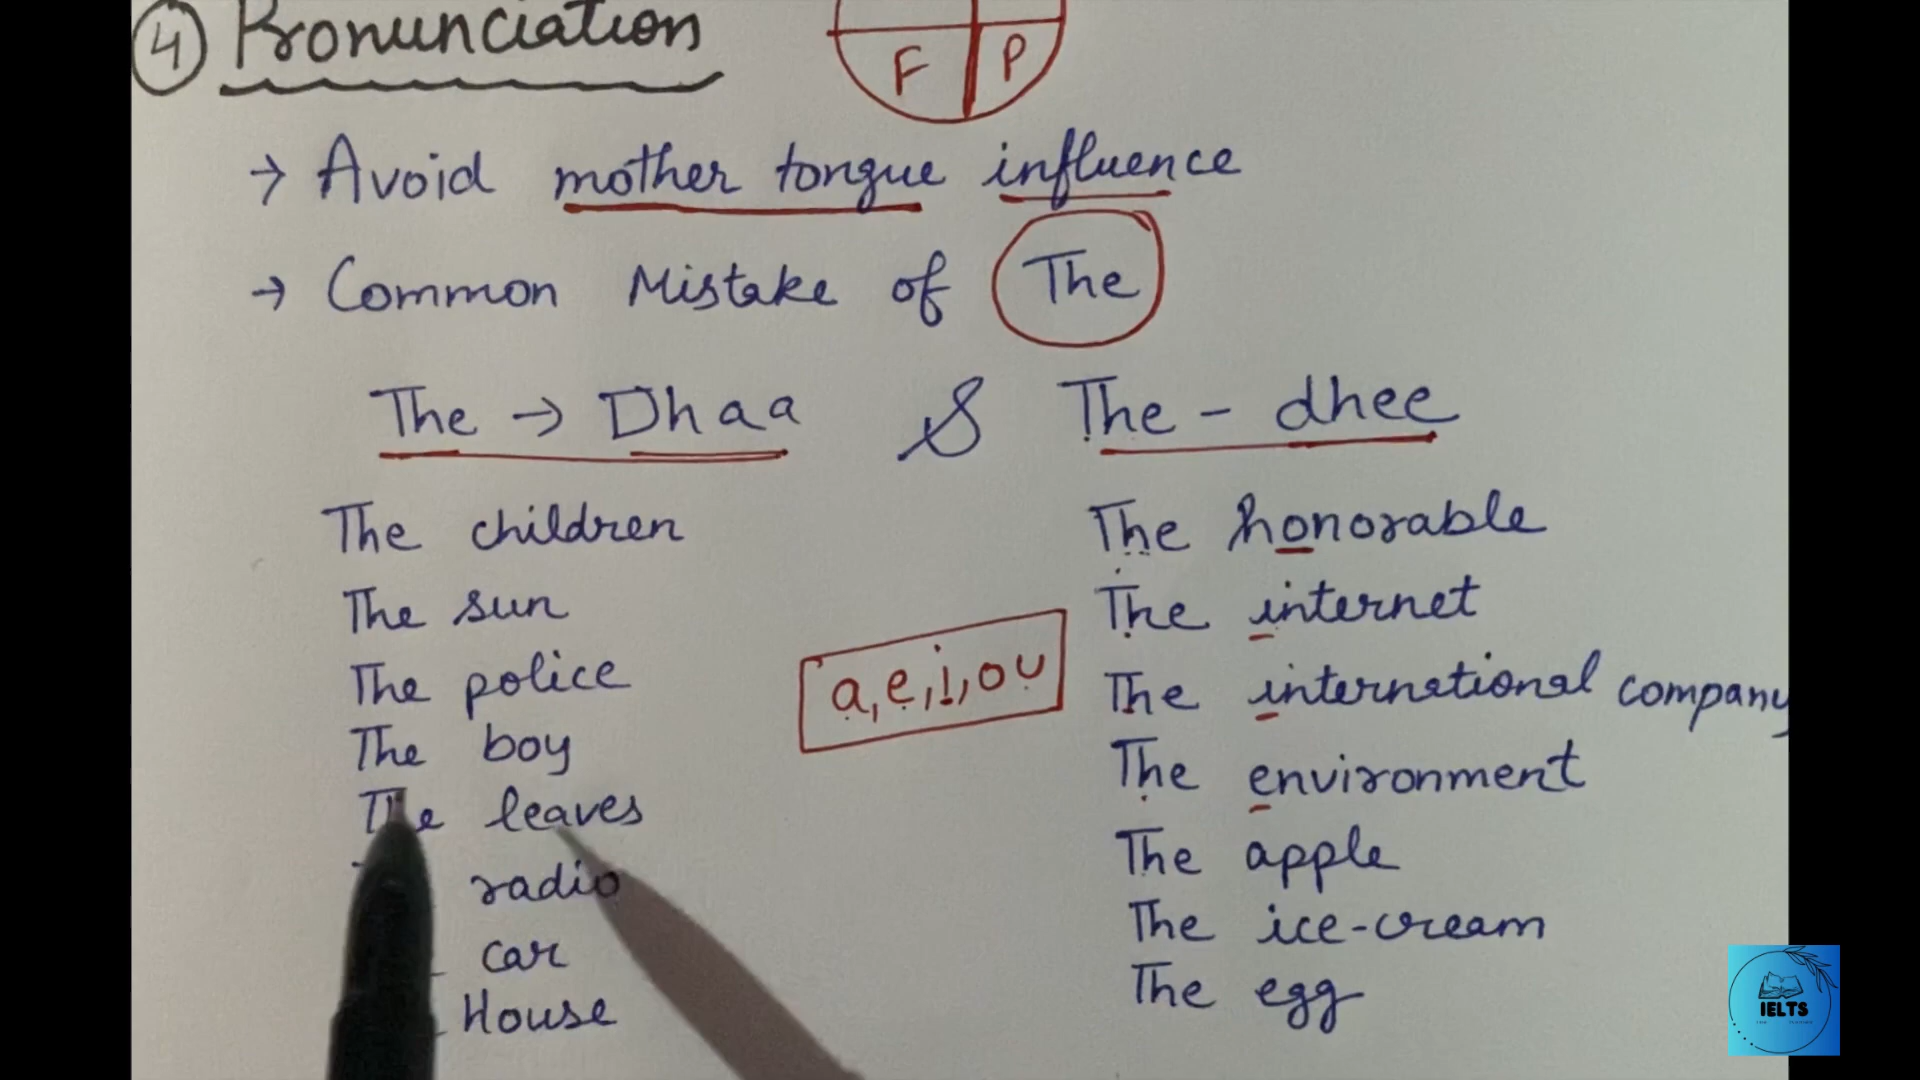 4 Pronunciation
F P
→ Avoid mother tongue influence
→ Common Mistake of The
The → Dhaa & The - dhee
The children
The sun
The police
The boy
The leaves
radio
car
House
a, e, i, o u
The honorable
The internet
The international company
The environment
The apple
The ice-cream
The egg
IELTS